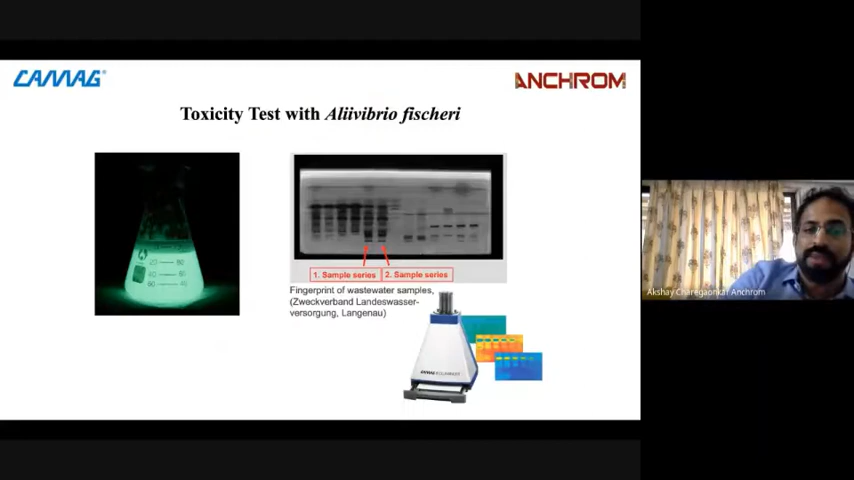 CAMAG®
ANCHROM
Toxicity Test with Aliivibrio fischeri
1. Sample series
2. Sample series
Fingerprint of wastewater samples,
(Zweckverband Landeswasser-
versorgung, Langenau)
Akshay Charegaonkar Anchrom